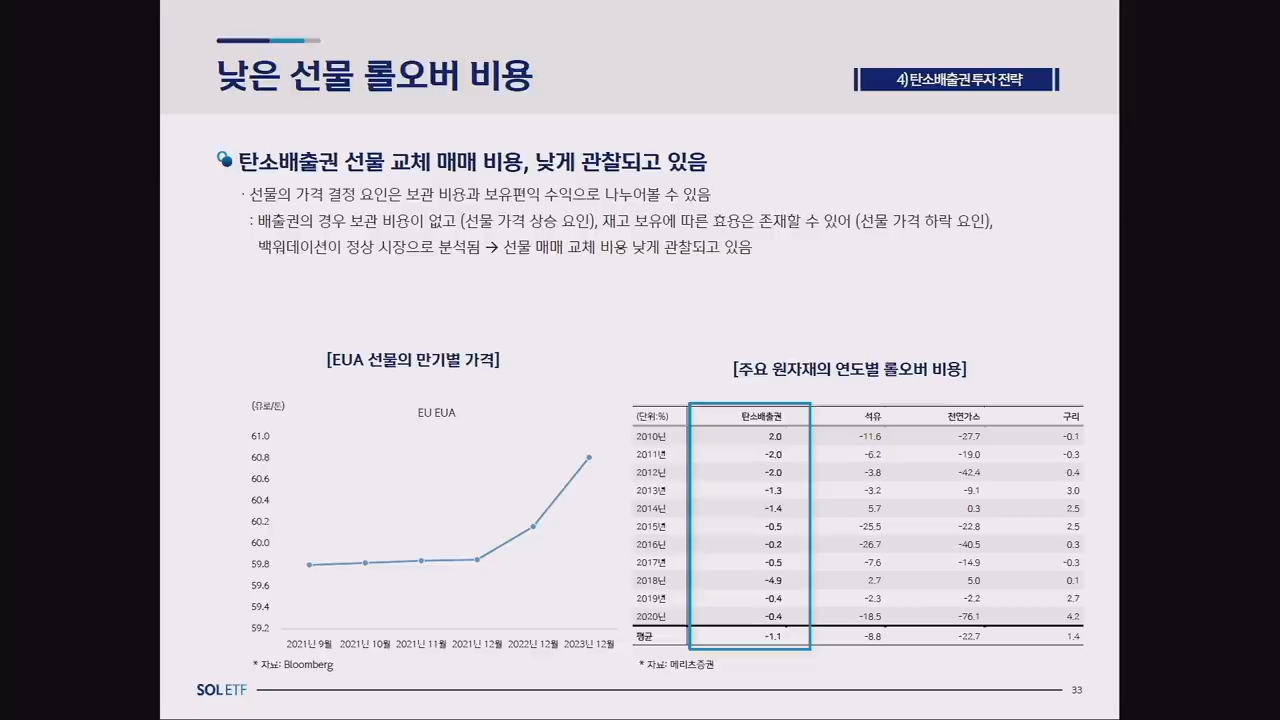 낮은 선물 롤오버 비용
4) 탄소배출권 투자 전략
탄소배출권 선물 교체 매매 비용, 낮게 관찰되고 있음
· 선물의 가격 결정 요인은 보관 비용과 보유편익 수익으로 나누어볼 수 있음
: 배출권의 경우 보관 비용이 없고 (선물 가격 상승 요인), 재고 보유에 따른 효용은 존재할 수 있어 (선물 가격 하락 요인),
백워데이션이 정상 시장으로 분석됨 → 선물 매매 교체 비용 낮게 관찰되고 있음
[EUA 선물의 만기별 가격]
(유로/톤)
EU EUA
61.0
60.8
60.6
60.4
60.2
60.0
59.8
59.6
59.4
59.2
2021년 9월 2021년 10월 2021년 11월 2021년 12월 2022년 12월 2023년 12월
* 자료: Bloomberg
[주요 원자재의 연도별 롤오버 비용]
(단위:%) 탄소배출권 석유 천연가스 구리
2010년 2.0 -11.6 -27.7 -0.1
2011년 -2.0 -6.2 -19.0 -0.3
2012년 -2.0 -3.8 -42.4 0.4
2013년 -1.3 -3.2 -9.1 3.0
2014년 -1.4 5.7 0.3 2.5
2015년 -0.5 -25.5 -22.8 2.5
2016년 -0.2 -26.7 -40.5 0.3
2017년 -0.5 -7.6 -14.9 -0.3
2018년 -4.9 2.7 5.0 0.1
2019년 -0.4 -2.3 -2.2 2.7
2020년 -0.4 -18.5 -76.1 4.2
평균 -1.1 -8.8 -22.7 1.4
* 자료: 메리츠증권
SOL ETF
33